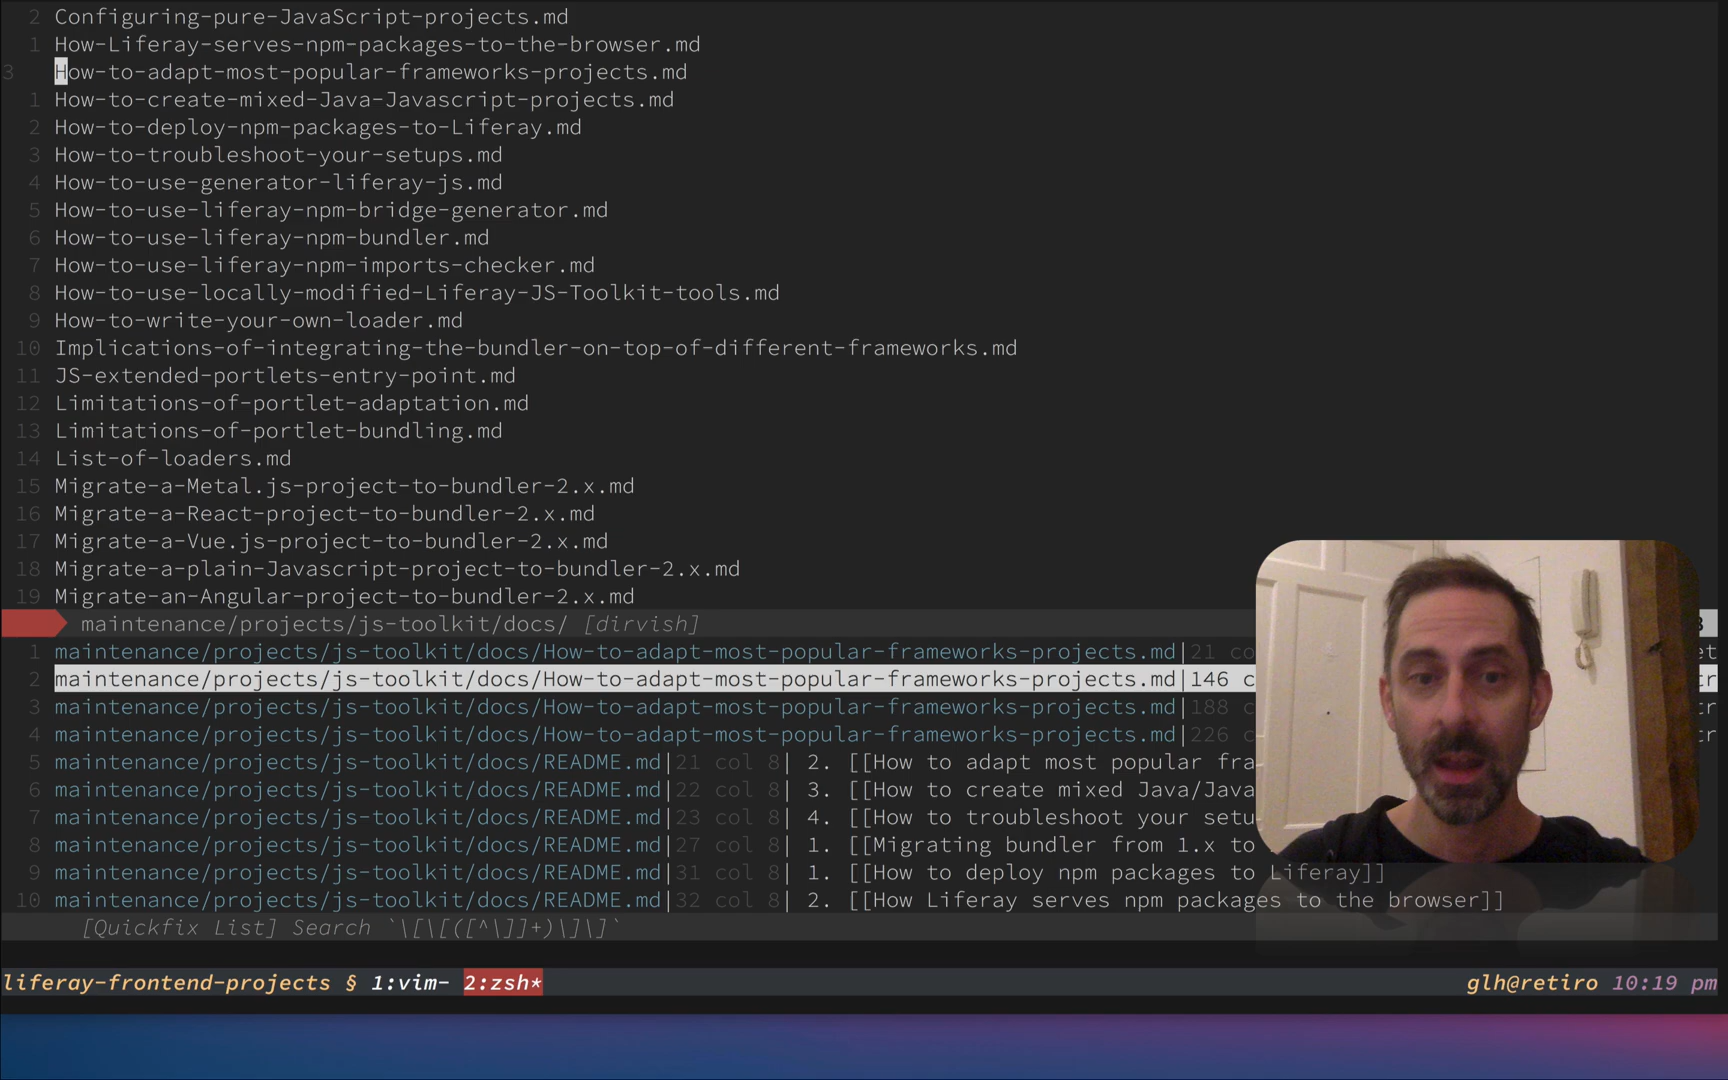 2 Configuring-pure-JavaScript-projects.md
1 How-Liferay-serves-npm-packages-to-the-browser.md
3 How-to-adapt-most-popular-frameworks-projects.md
1 How-to-create-mixed-Java-Javascript-projects.md
2 How-to-deploy-npm-packages-to-Liferay.md
3 How-to-troubleshoot-your-setups.md
4 How-to-use-generator-liferay-js.md
5 How-to-use-liferay-npm-bridge-generator.md
6 How-to-use-liferay-npm-bundler.md
7 How-to-use-liferay-npm-imports-checker.md
8 How-to-use-locally-modified-Liferay-JS-Toolkit-tools.md
9 How-to-write-your-own-loader.md
10 Implications-of-integrating-the-bundler-on-top-of-different-frameworks.md
11 JS-extended-portlets-entry-point.md
12 Limitations-of-portlet-adaptation.md
13 Limitations-of-portlet-bundling.md
14 List-of-loaders.md
15 Migrate-a-Metal.js-project-to-bundler-2.x.md
16 Migrate-a-React-project-to-bundler-2.x.md
17 Migrate-a-Vue.js-project-to-bundler-2.x.md
18 Migrate-a-plain-Javascript-project-to-bundler-2.x.md
19 Migrate-an-Angular-project-to-bundler-2.x.md
maintenance/projects/js-toolkit/docs/ [dirvish]
1 maintenance/projects/js-toolkit/docs/How-to-adapt-most-popular-frameworks-projects.md|21 co
2 maintenance/projects/js-toolkit/docs/How-to-adapt-most-popular-frameworks-projects.md|146 c
3 maintenance/projects/js-toolkit/docs/How-to-adapt-most-popular-frameworks-projects.md|188 c
4 maintenance/projects/js-toolkit/docs/How-to-adapt-most-popular-frameworks-projects.md|226 c
5 maintenance/projects/js-toolkit/docs/README.md|21 col 8| 2. [[How to adapt most popular fra
6 maintenance/projects/js-toolkit/docs/README.md|22 col 8| 3. [[How to create mixed Java/Java
7 maintenance/projects/js-toolkit/docs/README.md|23 col 8| 4. [[How to troubleshoot your setu
8 maintenance/projects/js-toolkit/docs/README.md|27 col 8| 1. [[Migrating bundler from 1.x to
9 maintenance/projects/js-toolkit/docs/README.md|31 col 8| 1. [[How to deploy npm packages to Liferay]]
10 maintenance/projects/js-toolkit/docs/README.md|32 col 8| 2. [[How Liferay serves npm packages to the browser]]
[Quickfix List] Search `\[\[([^\]]+)\]\]`
liferay-frontend-projects § 1:vim- 2:zsh* glh@retiro 10:19 pm